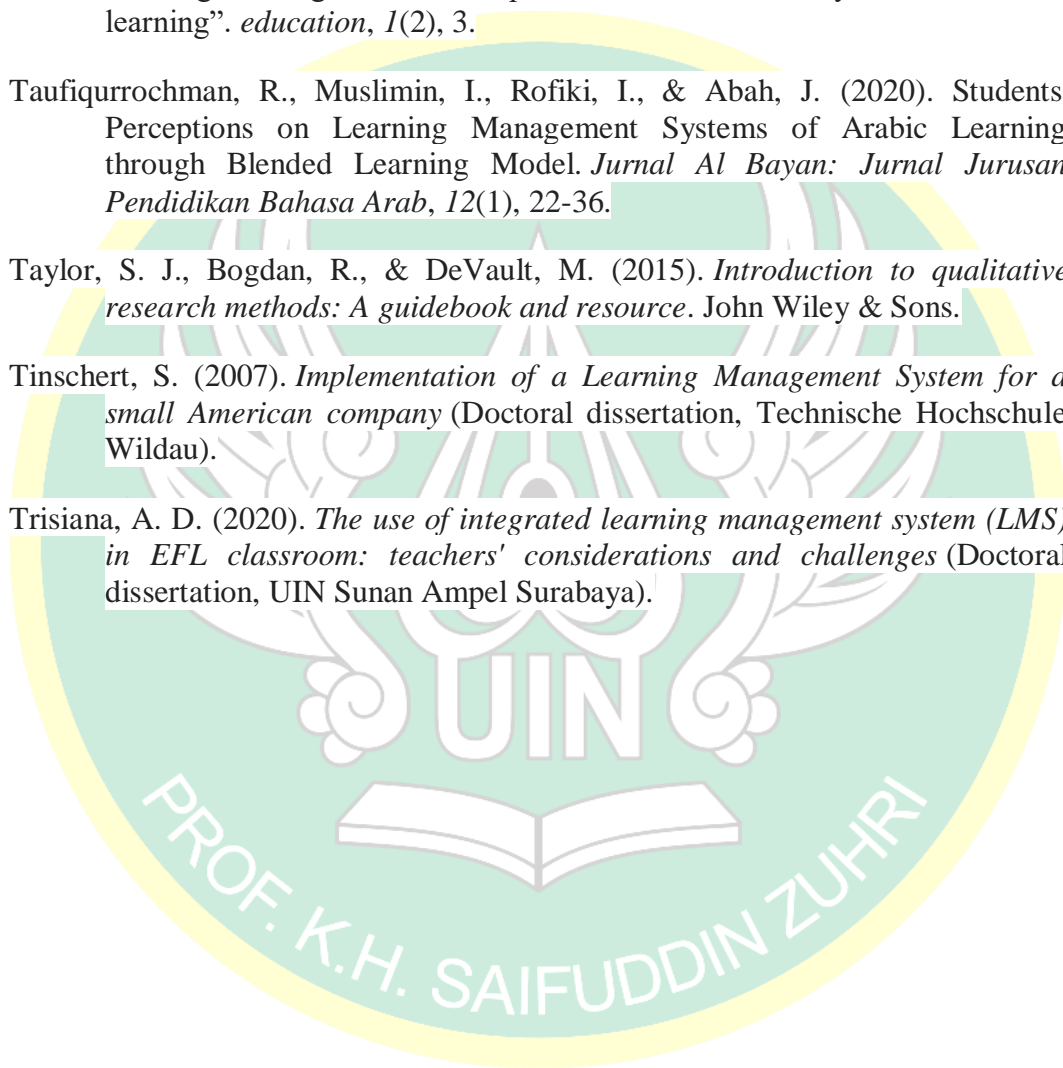 learning”. education, 1(2), 3.
Taufiqurrochman, R., Muslimin, I., Rofiki, I., & Abah, J. (2020). Students
Perceptions on Learning Management Systems of Arabic Learning
through Blended Learning Model. Jurnal Al Bayan: Jurnal Jurusan
Pendidikan Bahasa Arab, 12(1), 22-36.
Taylor, S. J., Bogdan, R., & DeVault, M. (2015). Introduction to qualitative
research methods: A guidebook and resource. John Wiley & Sons.
Tinschert, S. (2007). Implementation of a Learning Management System for a
small American company (Doctoral dissertation, Technische Hochschule
Wildau).
Trisiana, A. D. (2020). The use of integrated learning management system (LMS)
in EFL classroom: teachers' considerations and challenges (Doctoral
dissertation, UIN Sunan Ampel Surabaya).
UIN
PROF. K.H. SAIFUDDIN ZUHRI